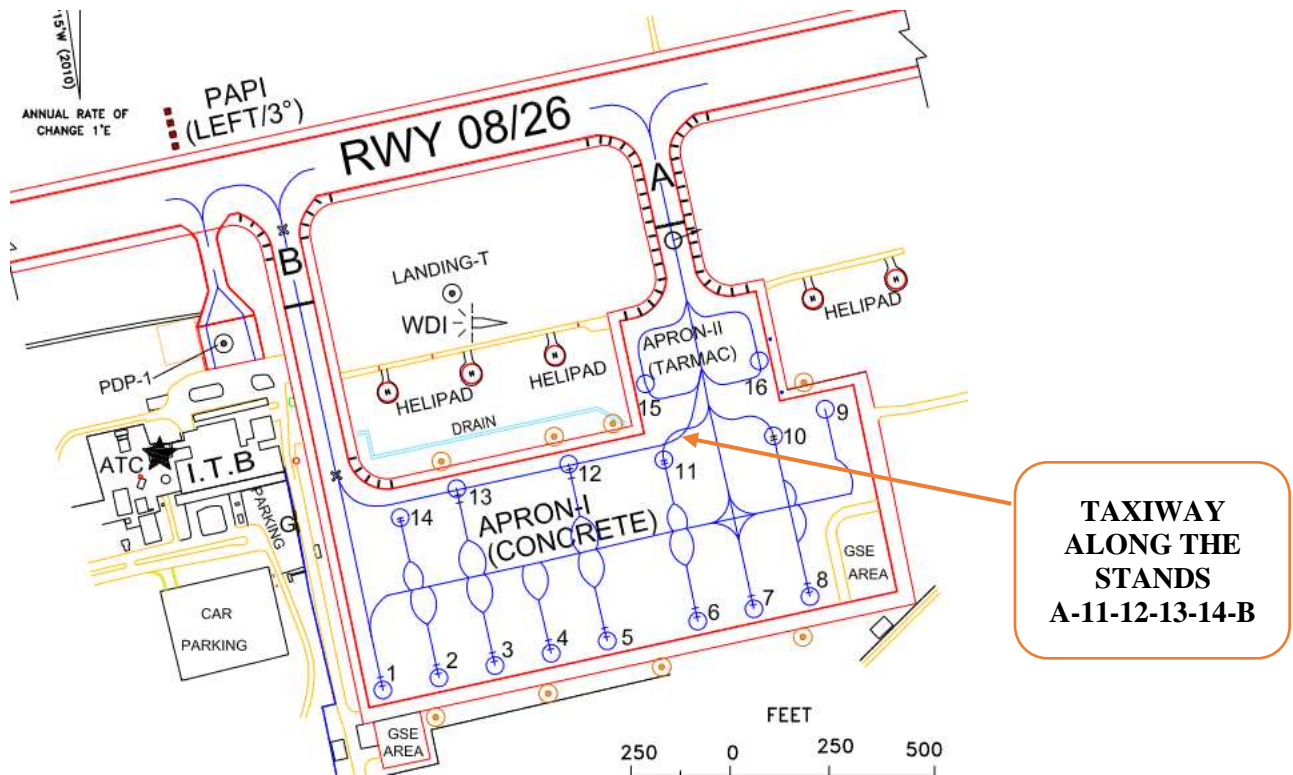 15'W (2010)
ANNUAL RATE OF
CHANGE 1'E
PAPI
(LEFT/3°)
RWY 08/26
A
B
LANDING-T
WDI
HELIPAD
HELIPAD
HELIPAD
DRAIN
APRON-II
(TARMAC)
15
16
PDP-1
ATC
I.T.B
PARKING
G
CAR
PARKING
9
10
11
12
13
14
APRON-I
(CONCRETE)
GSE
AREA
1
2
3
4
5
6
7
8
GSE
AREA
TAXIWAY
ALONG THE
STANDS
A-11-12-13-14-B
FEET
250 0 250 500